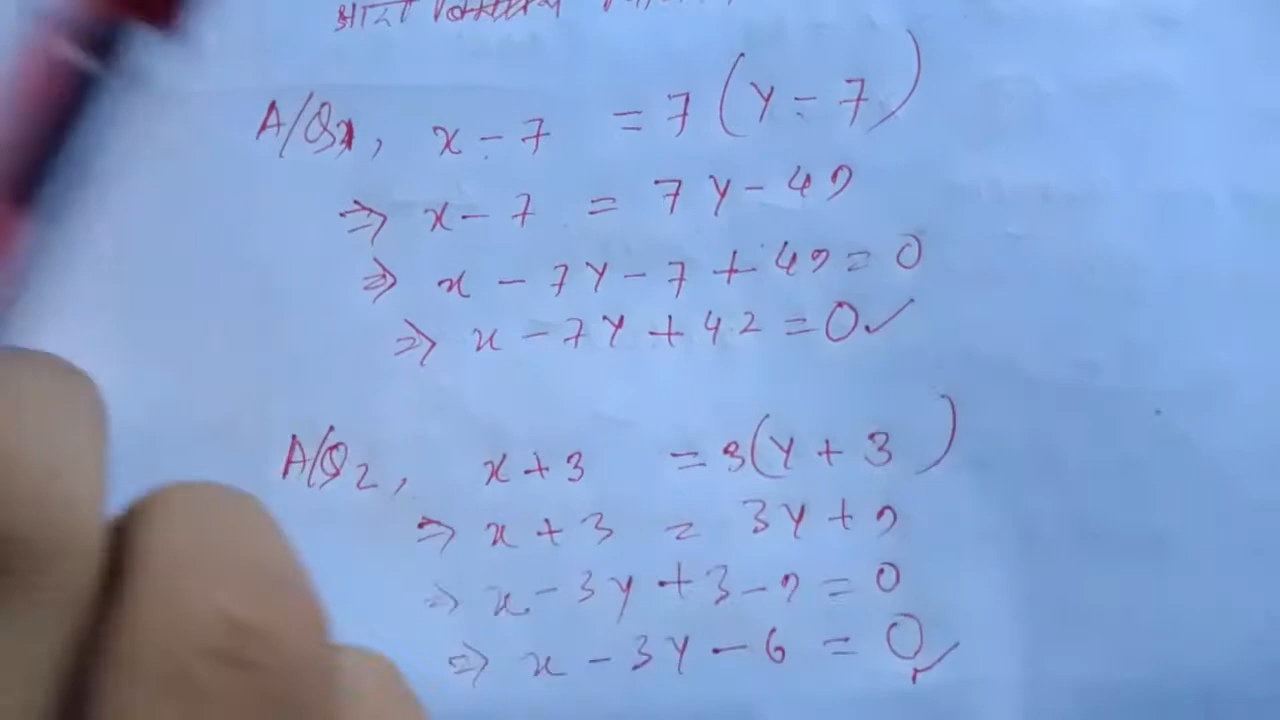 A/Q1, x - 7 = 7(y - 7)
⇒ x - 7 = 7y - 49
⇒ x - 7y - 7 + 49 = 0
⇒ x - 7y + 42 = 0✓
A/Q2, x + 3 = 3(y + 3)
⇒ x + 3 = 3y + 9
⇒ x - 3y + 3 - 9 = 0
⇒ x - 3y - 6 = 0✓